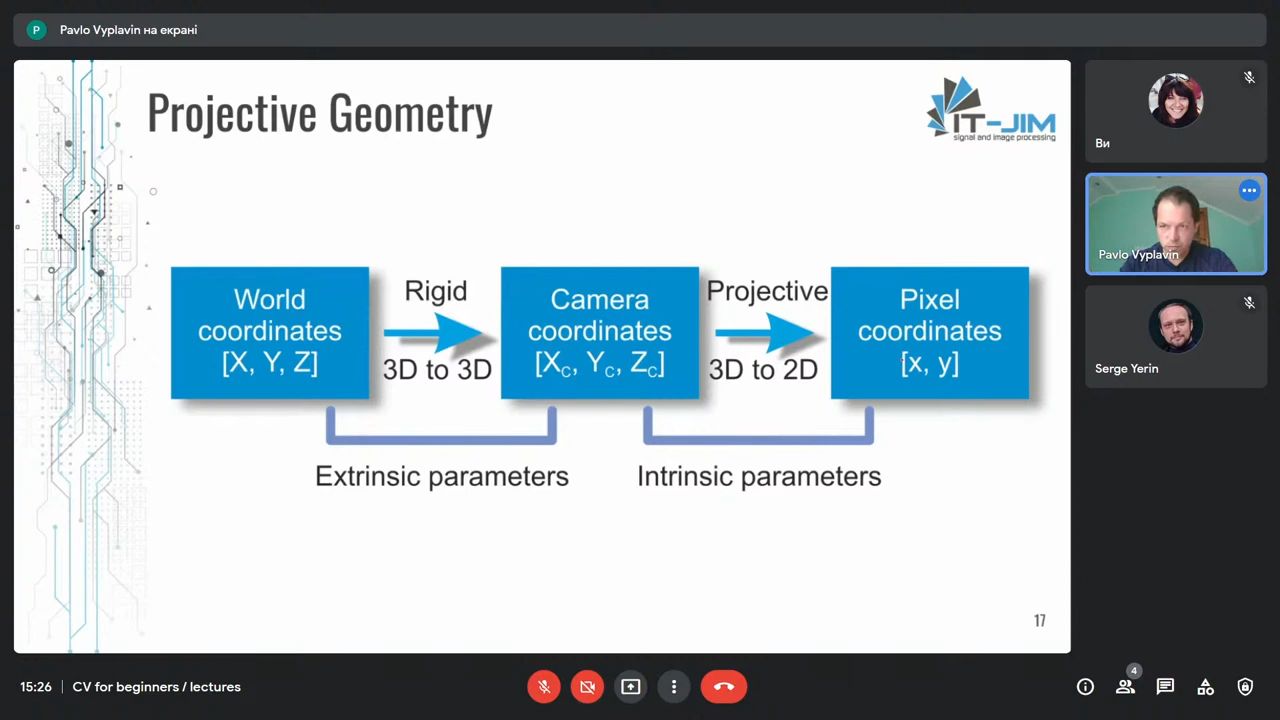 P Pavlo Vyplavin на екрані
Projective Geometry
IT-JIM
signal and image processing
World
coordinates
[X, Y, Z]
Rigid
3D to 3D
Camera
coordinates
[Xc, Yc, Zc]
Projective
3D to 2D
Pixel
coordinates
[x, y]
Extrinsic parameters
Intrinsic parameters
17
Ви
Pavlo Vyplavin
Serge Yerin
15:26 | CV for beginners / lectures
4